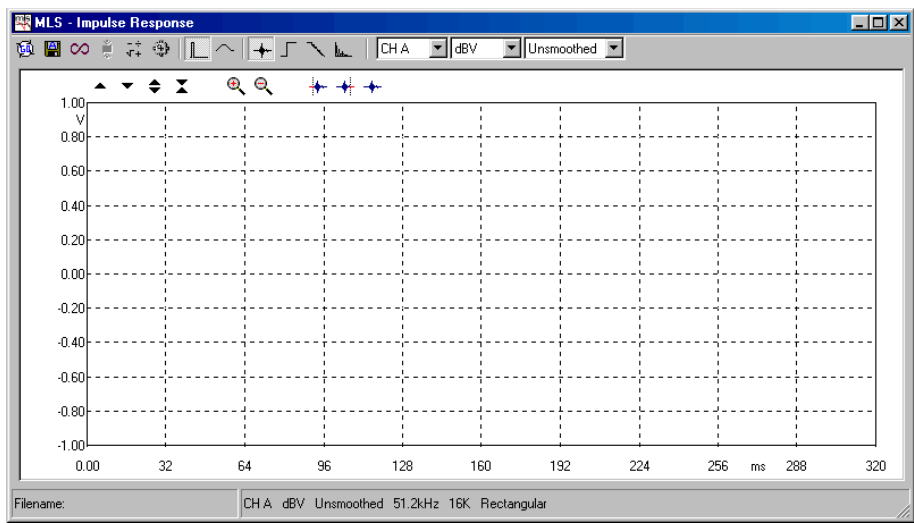 MLS - Impulse Response
CH A dBV Unsmoothed
1.00
V
0.80
0.60
0.40
0.20
0.00
-0.20
-0.40
-0.60
-0.80
-1.00
0.00 32 64 96 128 160 192 224 256 ms 288 320
Filename: CH A dBV Unsmoothed 51.2kHz 16K Rectangular